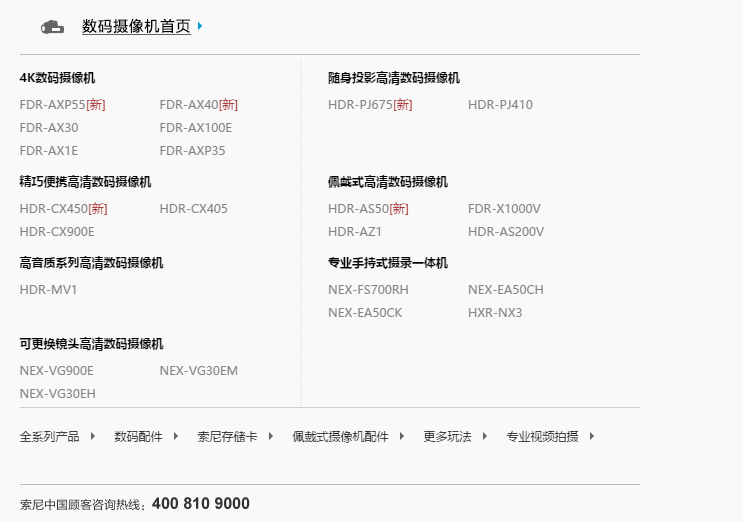 数码摄像机首页
4K数码摄像机
FDR-AXP55[新] FDR-AX40[新]
FDR-AX30 FDR-AX100E
FDR-AX1E FDR-AXP35
随身投影高清数码摄像机
HDR-PJ675[新] HDR-PJ410
精巧便携高清数码摄像机
HDR-CX450[新] HDR-CX405
HDR-CX900E
佩戴式高清数码摄像机
HDR-AS50[新] FDR-X1000V
HDR-AZ1 HDR-AS200V
高音质系列高清数码摄像机
HDR-MV1
专业手持式摄录一体机
NEX-FS700RH NEX-EA50CH
NEX-EA50CK HXR-NX3
可更换镜头高清数码摄像机
NEX-VG900E NEX-VG30EM
NEX-VG30EH
全系列产品 数码配件 索尼存储卡 佩戴式摄像机配件 更多玩法 专业视频拍摄
索尼中国顾客咨询热线：400 810 9000